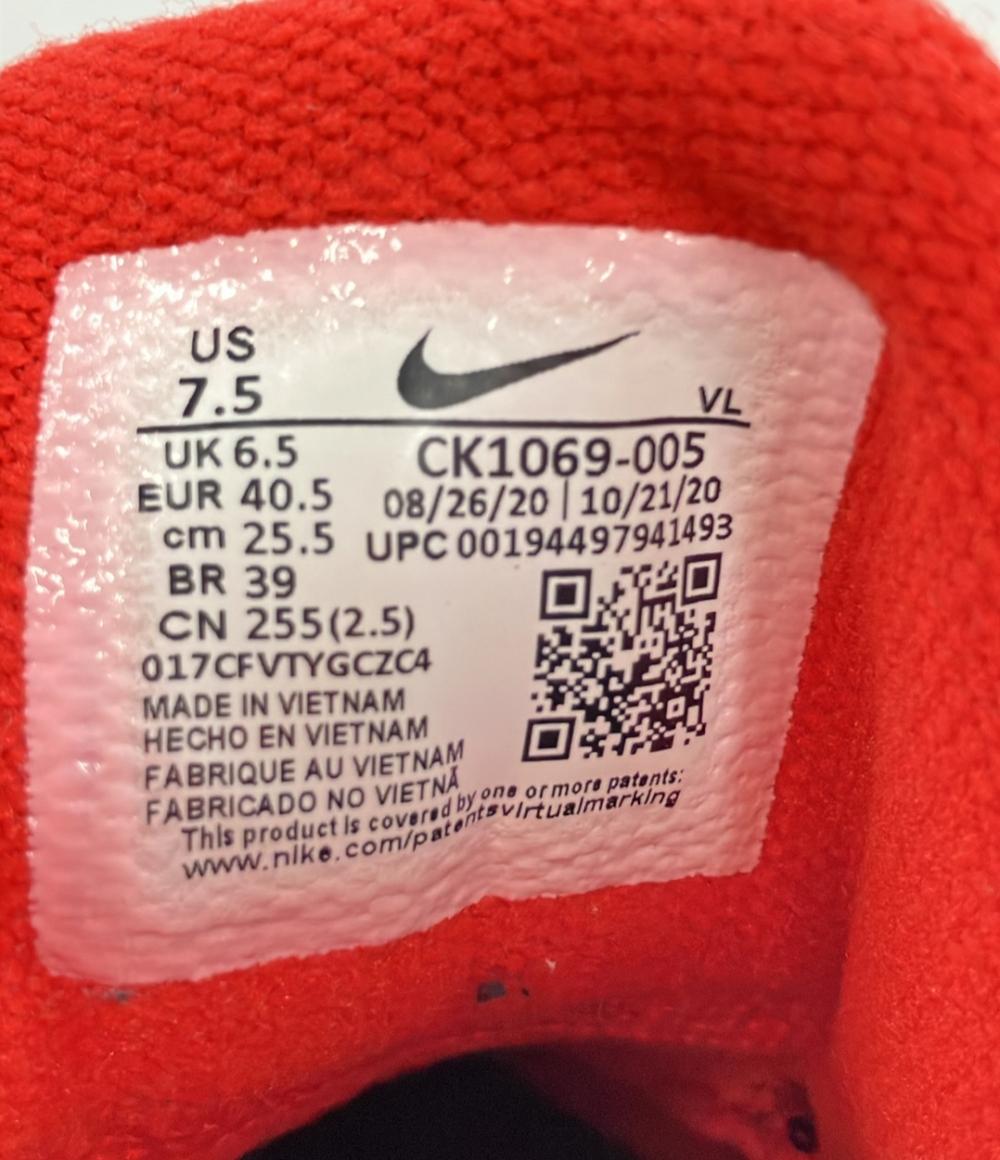 US
7.5
VL
UK 6.5
EUR 40.5
cm 25.5
BR 39
CN 255(2.5)
CK1069-005
08/26/20 | 10/21/20
UPC 00194497941493
017CFVTYGCZC4
MADE IN VIETNAM
HECHO EN VIETNAM
FABRIQUE AU VIETNAM
FABRICADO NO VIETNÃ
This product is covered by one or more patents:
www.nike.com/patentsvirtualmarking